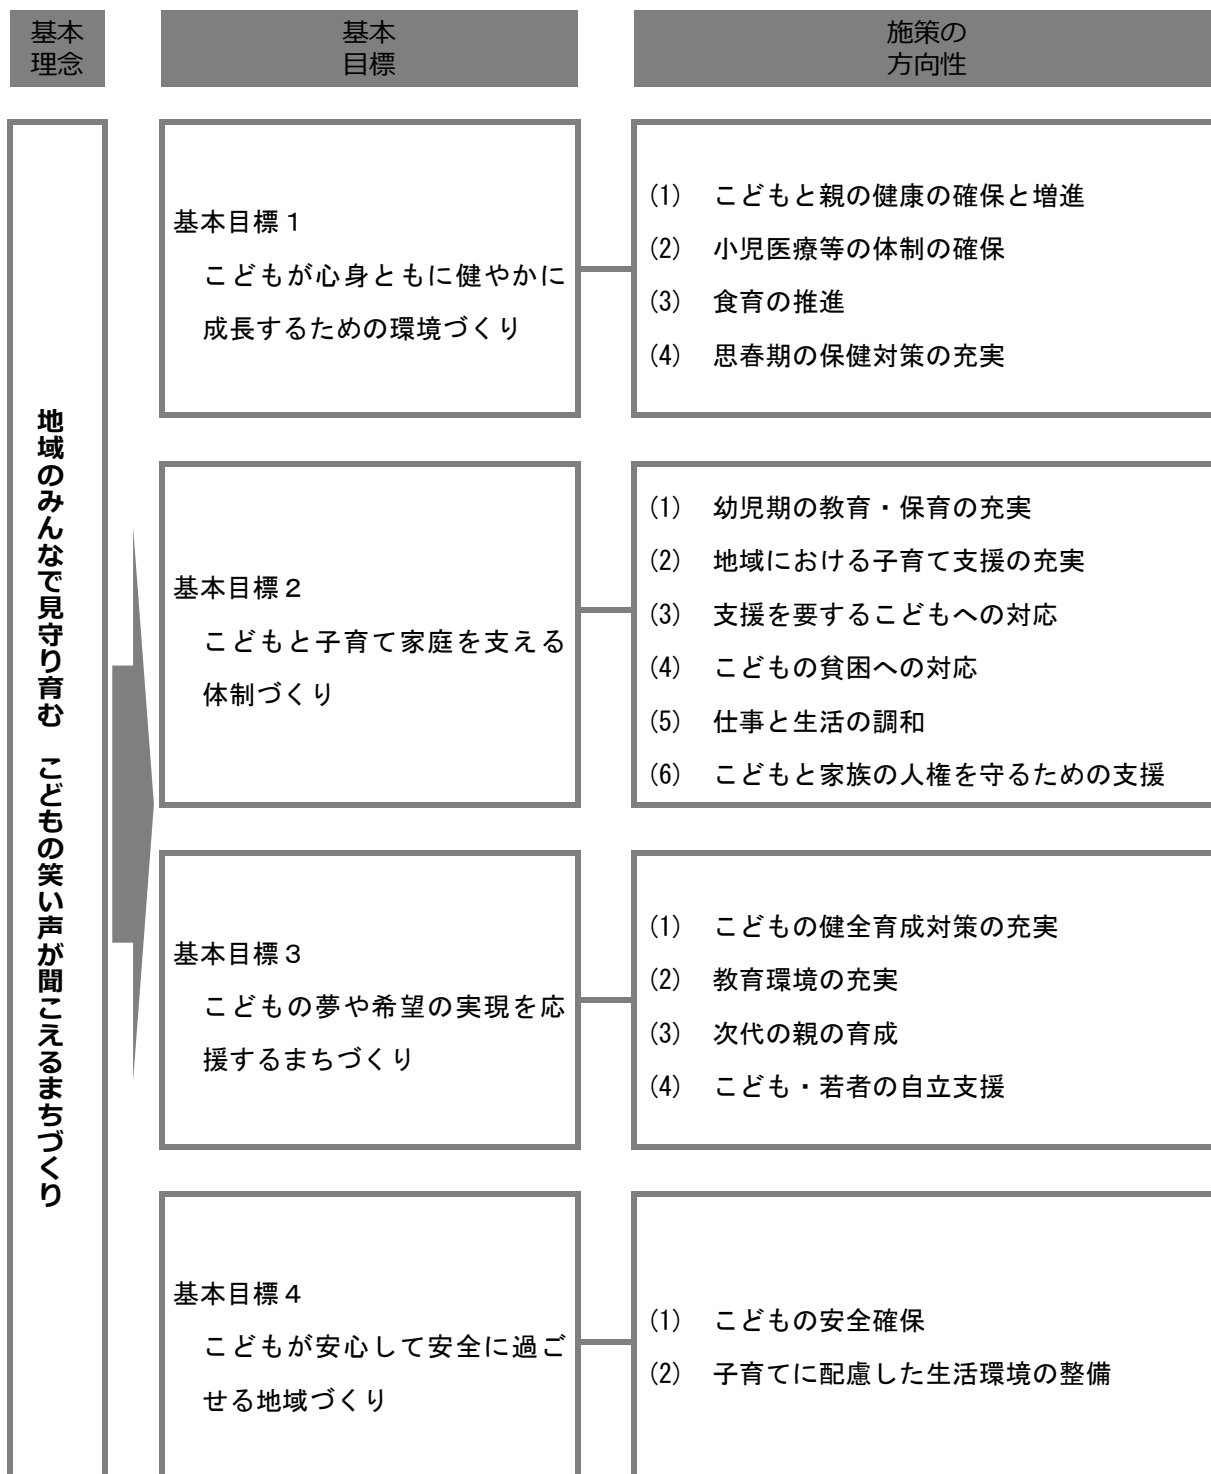 基本
理念
基本
目標
施策の
方向性
地域のみんなで見守り育む　こどもの笑い声が聞こえるまちづくり
基本目標１
こどもが心身ともに健やかに
成長するための環境づくり
(1)　こどもと親の健康の確保と増進
(2)　小児医療等の体制の確保
(3)　食育の推進
(4)　思春期の保健対策の充実
基本目標２
こどもと子育て家庭を支える
体制づくり
(1)　幼児期の教育・保育の充実
(2)　地域における子育て支援の充実
(3)　支援を要するこどもへの対応
(4)　こどもの貧困への対応
(5)　仕事と生活の調和
(6)　こどもと家族の人権を守るための支援
基本目標３
こどもの夢や希望の実現を応
援するまちづくり
(1)　こどもの健全育成対策の充実
(2)　教育環境の充実
(3)　次代の親の育成
(4)　こども・若者の自立支援
基本目標４
こどもが安心して安全に過ご
せる地域づくり
(1)　こどもの安全確保
(2)　子育てに配慮した生活環境の整備